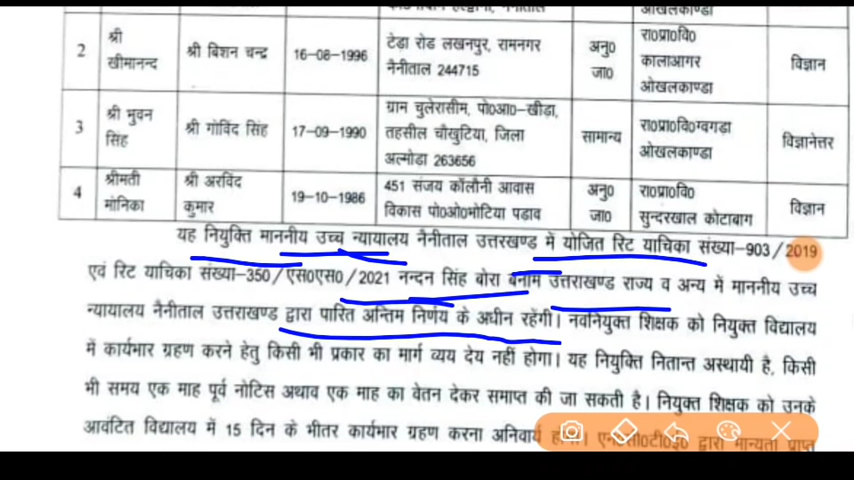 ओखलकाण्डा
2 श्री खीमानन्द श्री बिशन चन्द्र 16-08-1996 टेड़ा रोड लखनपुर, रामनगर नैनीताल 244715 अनु0 जा0 रा0प्रा0वि0 कालाआगर ओखलकाण्डा विज्ञान
3 श्री भुवन सिंह श्री गोविंद सिंह 17-09-1990 ग्राम चुलेरासीम, पो0आ0-खीड़ा, तहसील चौखुटिया, जिला अल्मोड़ा 263656 सामान्य रा0प्रा0वि0ग्वगड़ा ओखलकाण्डा विज्ञानेत्तर
4 श्रीमती मोनिका श्री अरविंद कुमार 19-10-1986 451 संजय कॉलौनी आवास विकास पो0ओ0भोटिया पड़ाव अनु0 जा0 रा0प्रा0वि0 सुन्दरखाल कोटाबाग विज्ञान
यह नियुक्ति माननीय उच्च न्यायालय नैनीताल उत्तरखण्ड में योजित रिट याचिका संख्या-903/2019
एवं रिट याचिका संख्या-350/एस0एस0/2021 नन्दन सिंह बोरा बनाम उत्तराखण्ड राज्य व अन्य में माननीय उच्च
न्यायालय नैनीताल उत्तराखण्ड द्वारा पारित अन्तिम निर्णय के अधीन रहेंगी। नवनियुक्त शिक्षक को नियुक्त विद्यालय
में कार्यभार ग्रहण करने हेतु किसी भी प्रकार का मार्ग व्यय देय नहीं होगा। यह नियुक्ति नितान्त अस्थायी है, किसी
भी समय एक माह पूर्व नोटिस अथाव एक माह का वेतन देकर समाप्त की जा सकती है। नियुक्त शिक्षक को उनके
आवंटित विद्यालय में 15 दिन के भीतर कार्यभार ग्रहण करना अनिवार्य द्वारा मान्यता प्राप्त